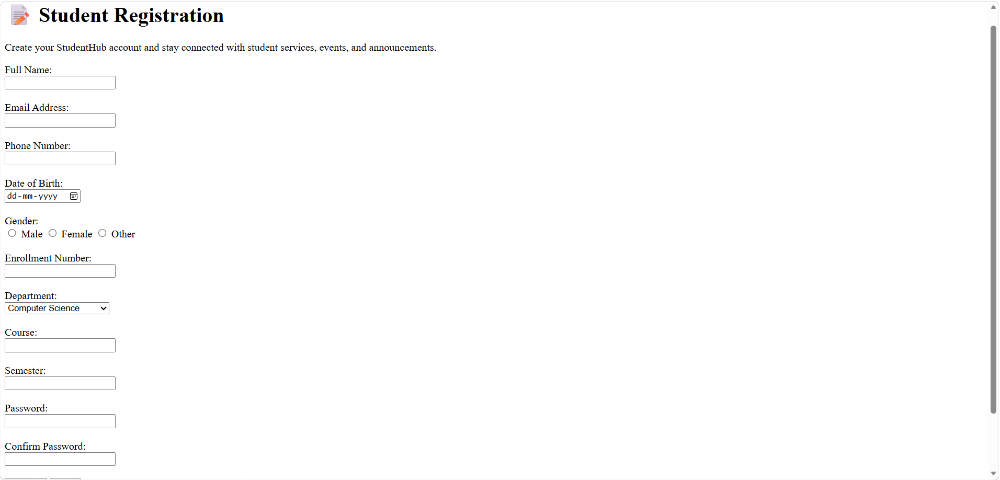 Student Registration
Create your StudentHub account and stay connected with student services, events, and announcements.
Full Name:
Email Address:
Phone Number:
Date of Birth:
dd-mm-yyyy
Gender:
Male Female Other
Enrollment Number:
Department:
Computer Science
Course:
Semester:
Password:
Confirm Password: